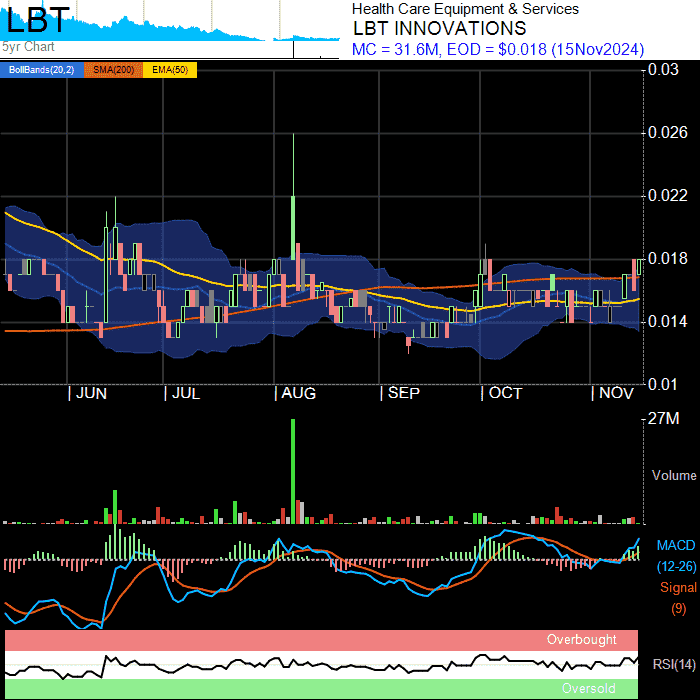 LBT
5yr Chart
Health Care Equipment & Services
LBT INNOVATIONS
MC = 31.6M, EOD = $0.018 (15Nov2024)
BollBands(20,2) SMA(200) EMA(50)
0.03
0.026
0.022
0.018
0.014
0.01
| JUN | JUL | AUG | SEP | OCT | NOV
27M
Volume
MACD
(12-26)
Signal
(9)
Overbought
RSI(14)
Oversold